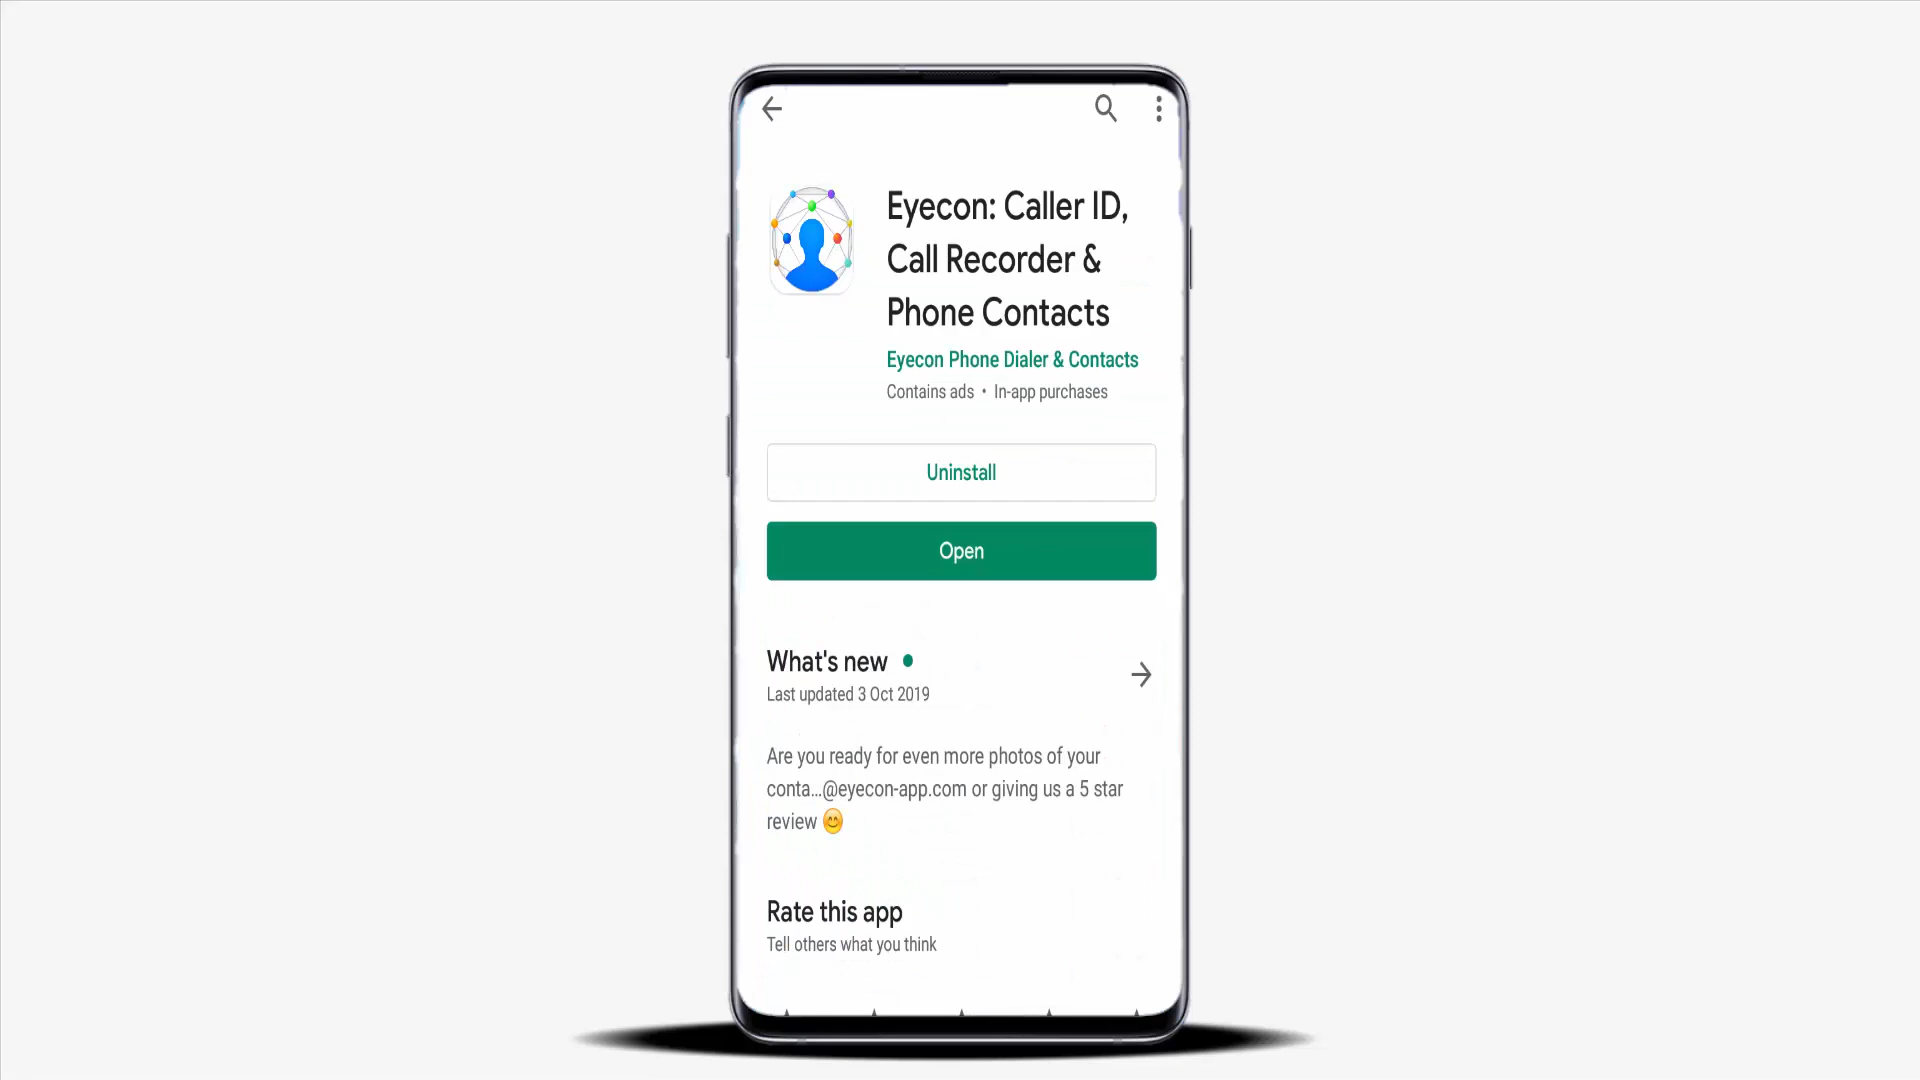 Eyecon: Caller ID,
Call Recorder &
Phone Contacts
Eyecon Phone Dialer & Contacts
Contains ads • In-app purchases
Uninstall
Open
What's new
Last updated 3 Oct 2019
Are you ready for even more photos of your
conta...@eyecon-app.com or giving us a 5 star
review 😊
Rate this app
Tell others what you think